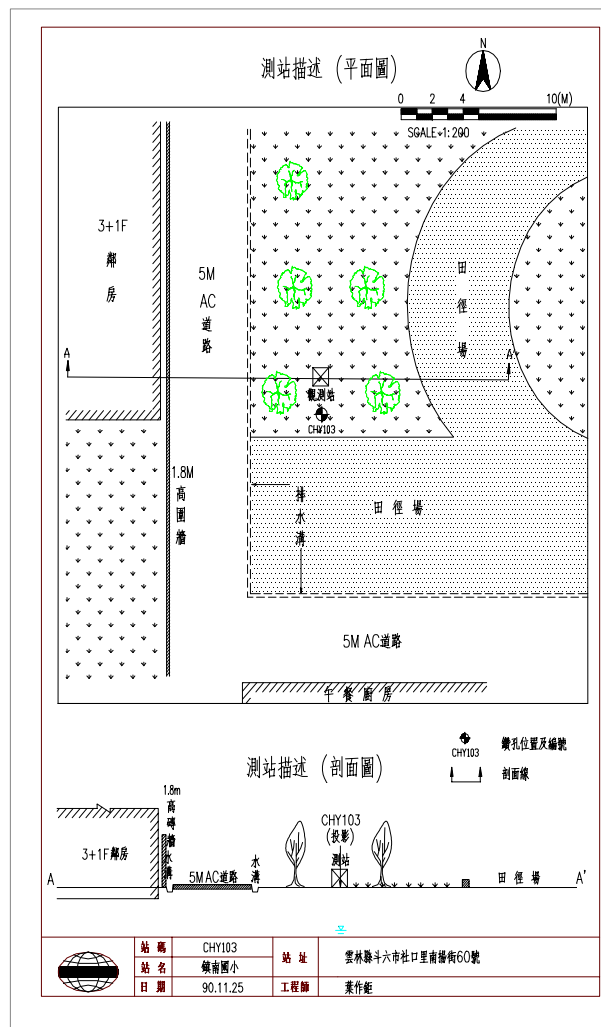 測站描述 (平面圖)
N
0 2 4 10(M)
SCALE 1:200
3+1F
鄰房
5M
AC
道路
田徑場
A
A'
觀測站
CHY103
1.8M
高圍牆
排水溝
田徑場
5M AC道路
午餐廚房
測站描述 (剖面圖)
CHY103
鑽孔位置及編號
剖面線
1.8m
高磚牆
水溝
3+1F鄰房
5M AC道路
水溝
CHY103
(投影)
測站
田徑場
A
A'
站碼 CHY103 站址 雲林縣斗六市社口里南揚街60號
站名 鎮南國小
日期 90.11.25 工程師 葉作鉅